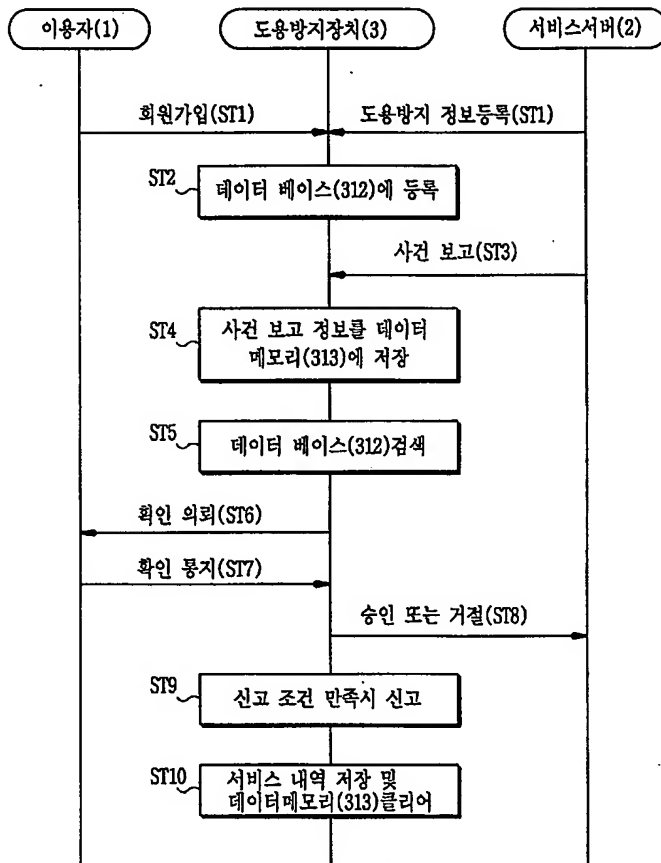 이용자(1)
도용방지장치(3)
서비스서버(2)
회원가입(ST1)
도용방지 정보등록(ST1)
ST2
데이터 베이스(312)에 등록
사건 보고(ST3)
ST4
사건 보고 정보를 데이터
메모리(313)에 저장
ST5
데이터 베이스(312)검색
확인 의뢰(ST6)
확인 통지(ST7)
승인 또는 거절(ST8)
ST9
신고 조건 만족시 신고
ST10
서비스 내역 저장 및
데이터메모리(313)클리어